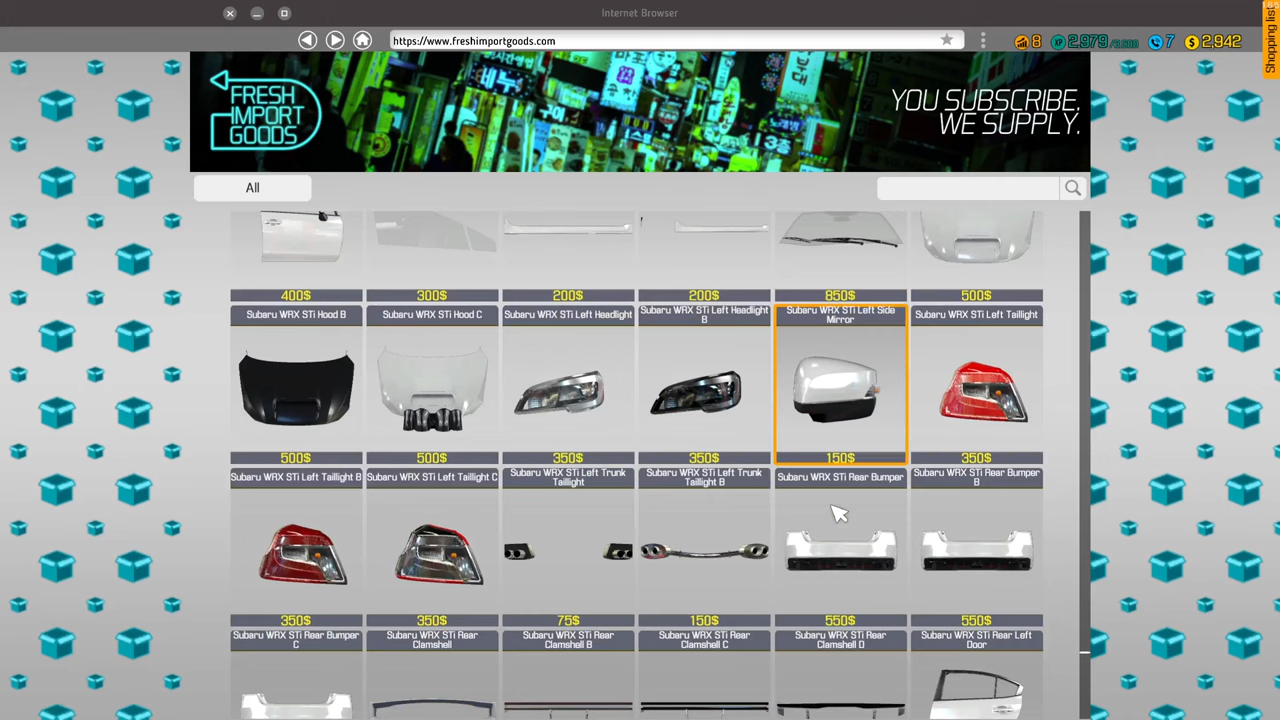 Internet Browser
https://www.freshimportgoods.com
8
XP 2,979/3,600
7
$ 2,942
Shopping list
FRESH
IMPORT
GOODS
YOU SUBSCRIBE.
WE SUPPLY.
All
400$
300$
200$
200$
850$
500$
Subaru WRX STi Hood B
Subaru WRX STi Hood C
Subaru WRX STi Left Headlight
Subaru WRX STi Left Headlight
B
Subaru WRX STi Left Side
Mirror
Subaru WRX STi Left Taillight
500$
500$
350$
350$
150$
350$
Subaru WRX STi Left Taillight B
Subaru WRX STi Left Taillight C
Subaru WRX STi Left Trunk
Taillight
Subaru WRX STi Left Trunk
Taillight B
Subaru WRX STi Rear Bumper
Subaru WRX STi Rear Bumper
B
350$
350$
75$
150$
550$
550$
Subaru WRX STi Rear Bumper
C
Subaru WRX STi Rear
Clamshell
Subaru WRX STi Rear
Clamshell B
Subaru WRX STi Rear
Clamshell C
Subaru WRX STi Rear
Clamshell D
Subaru WRX STi Rear Left
Door